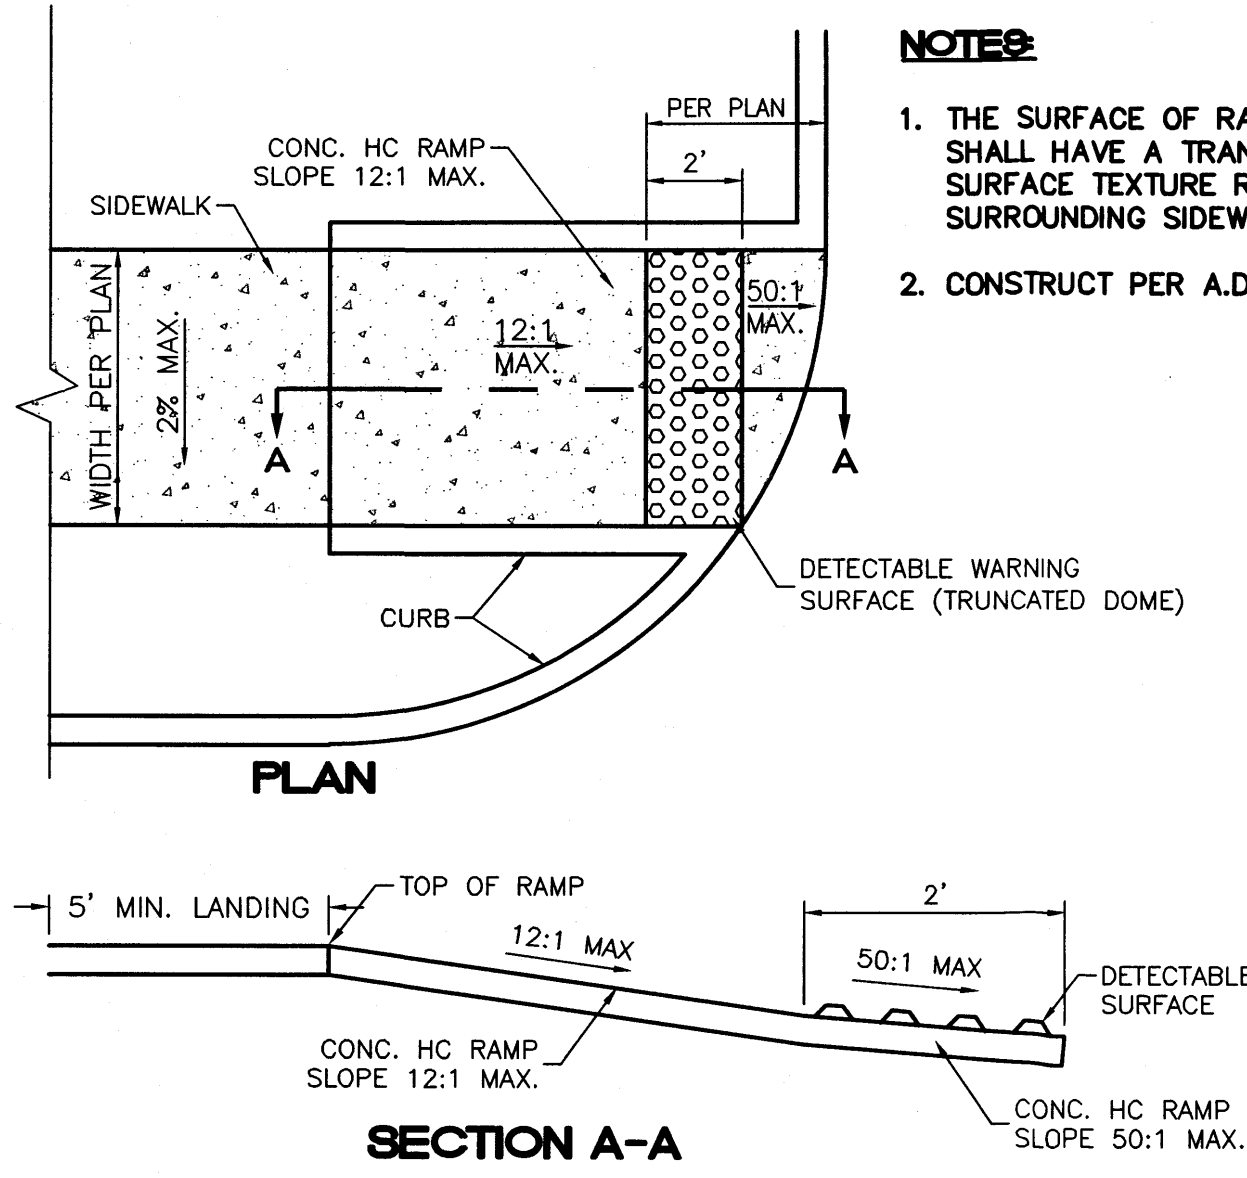 NOTES:
1. THE SURFACE OF RA
SHALL HAVE A TRAN
SURFACE TEXTURE R
SURROUNDING SIDEW
2. CONSTRUCT PER A.D
PER PLAN
2'
CONC. HC RAMP
SLOPE 12:1 MAX.
SIDEWALK
WIDTH PER PLAN
2% MAX.
12:1
MAX.
50:1
MAX.
A
A
DETECTABLE WARNING
SURFACE (TRUNCATED DOME)
CURB
PLAN
5' MIN. LANDING
TOP OF RAMP
12:1 MAX
2'
50:1 MAX
DETECTABLE
SURFACE
CONC. HC RAMP
SLOPE 12:1 MAX.
CONC. HC RAMP
SLOPE 50:1 MAX.
SECTION A-A